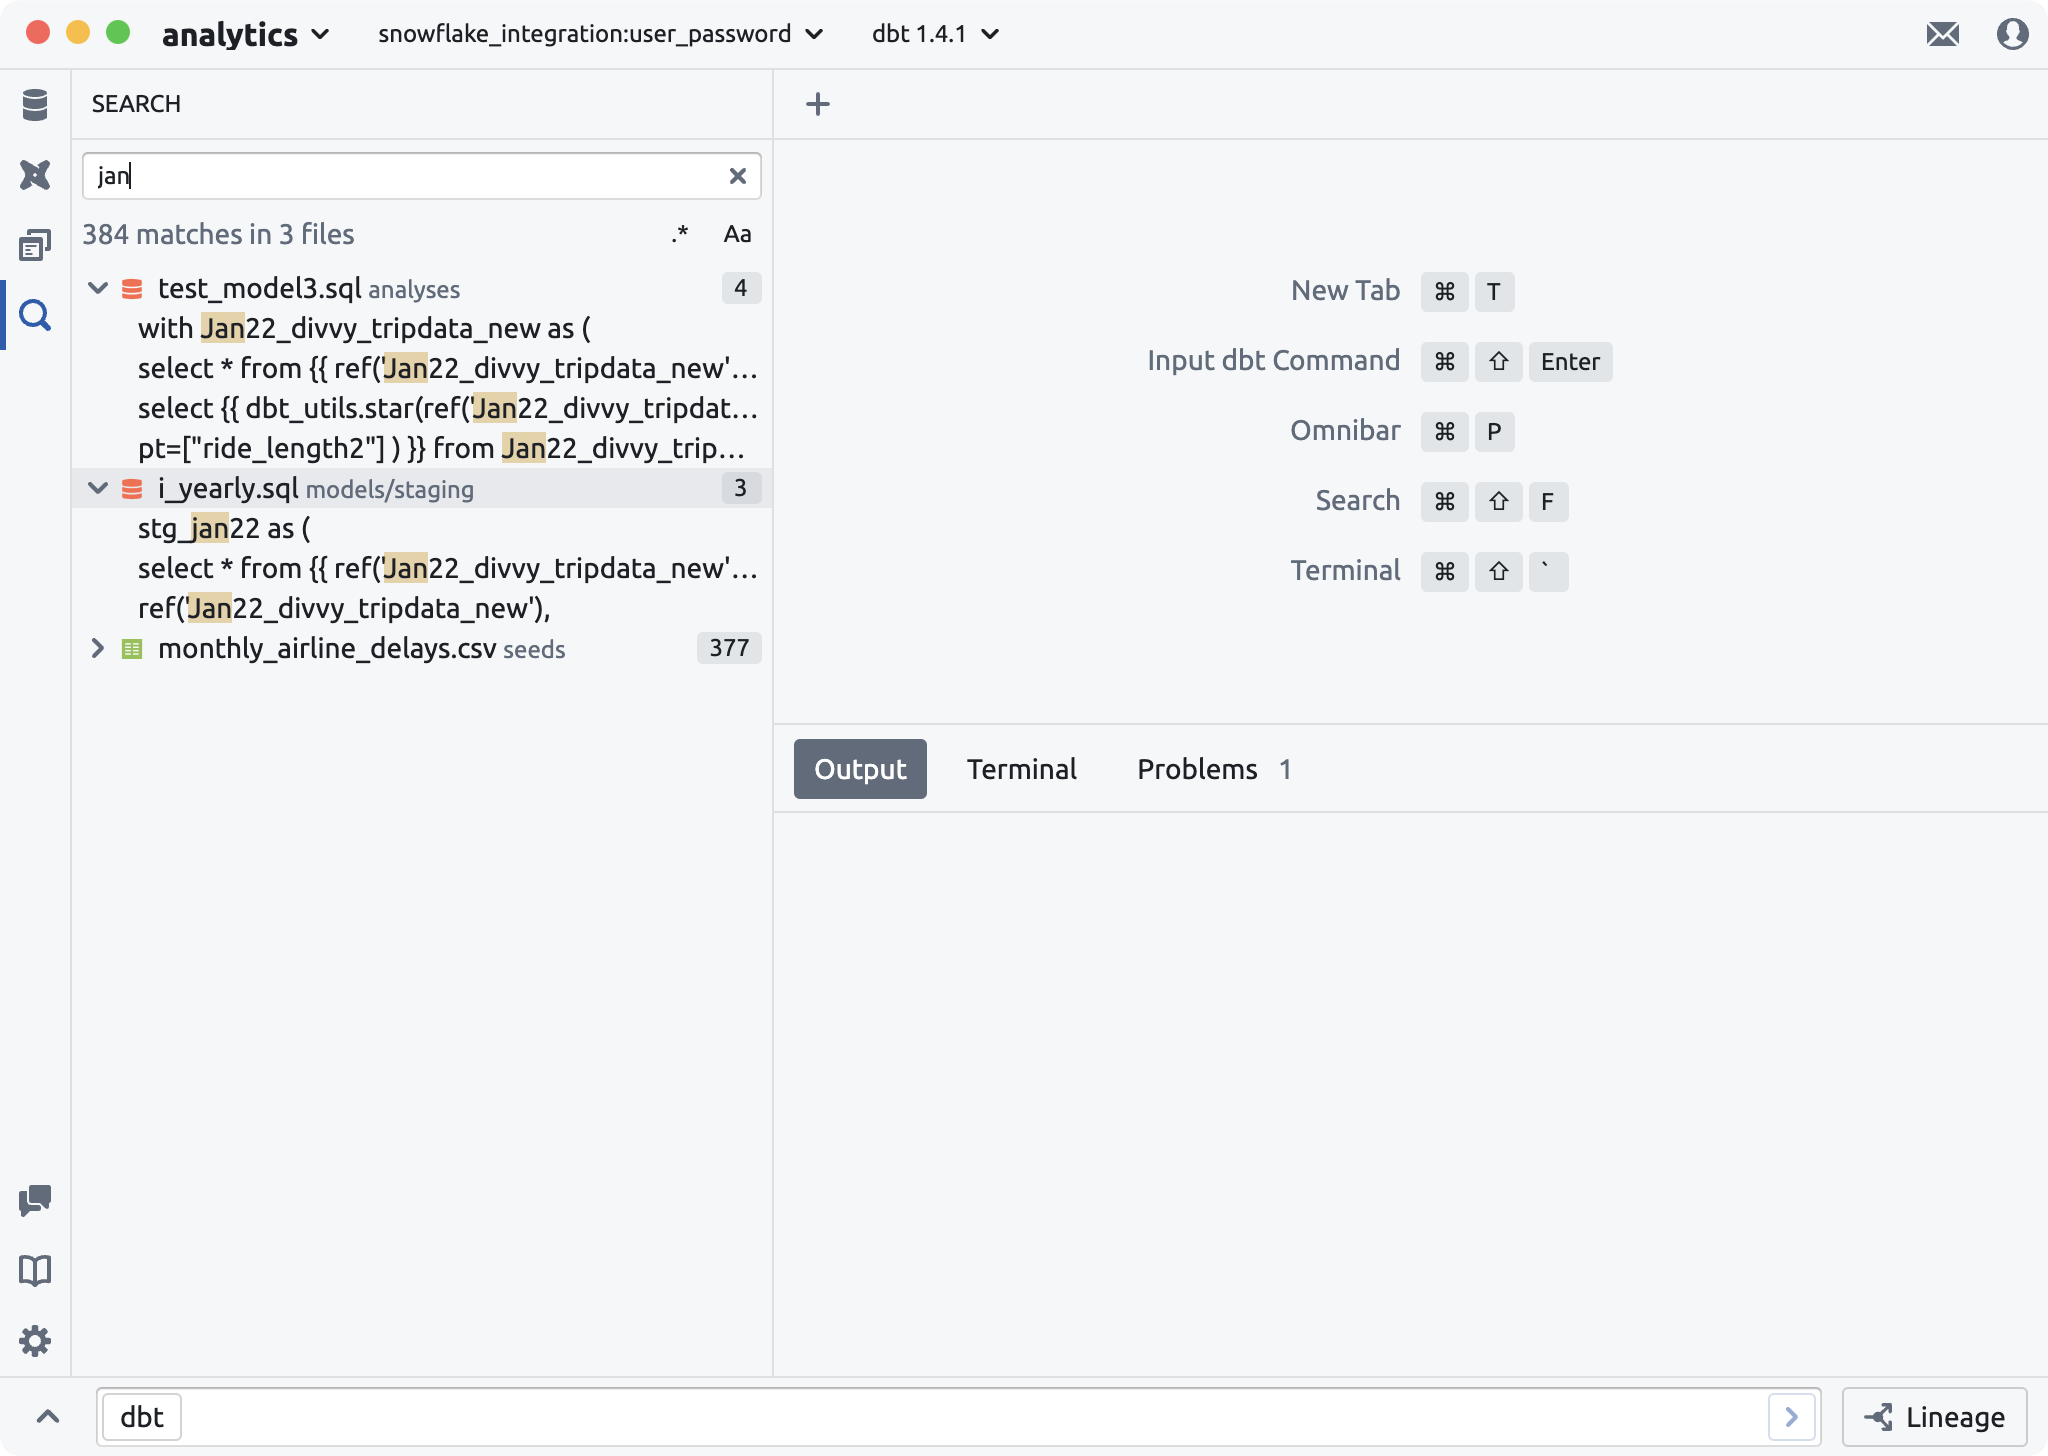 analytics snowflake_integration:user_password dbt 1.4.1
SEARCH
jan
384 matches in 3 files .* Aa
test_model3.sql analyses 4
with Jan22_divvy_tripdata_new as (
select * from {{ ref('Jan22_divvy_tripdata_new'...
select {{ dbt_utils.star(ref('Jan22_divvy_tripdat...
pt=["ride_length2"] ) }} from Jan22_divvy_trip...
i_yearly.sql models/staging 3
stg_jan22 as (
select * from {{ ref('Jan22_divvy_tripdata_new'...
ref('Jan22_divvy_tripdata_new'),
monthly_airline_delays.csv seeds 377
New Tab ⌘ T
Input dbt Command ⌘ ⇧ Enter
Omnibar ⌘ P
Search ⌘ ⇧ F
Terminal ⌘ ⇧ `
Output Terminal Problems 1
dbt
Lineage